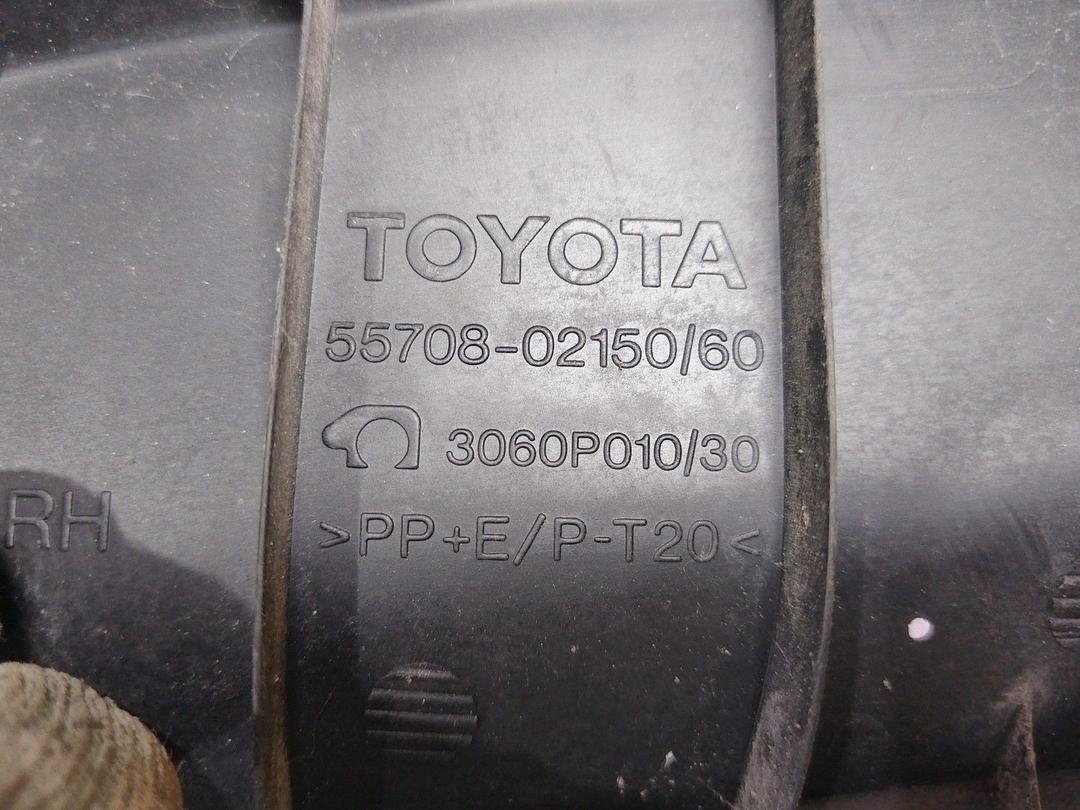 TOYOTA
55708-02150/60
3060P010/30
RH
>PP+E/P-T20<